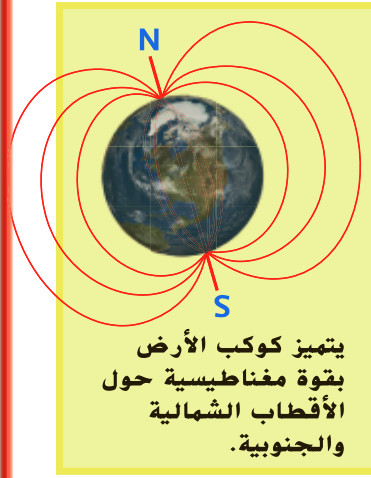 N
S
يتميز كوكب الأرض
بقوة مغناطيسية حول
الأقطاب الشمالية
والجنوبية.